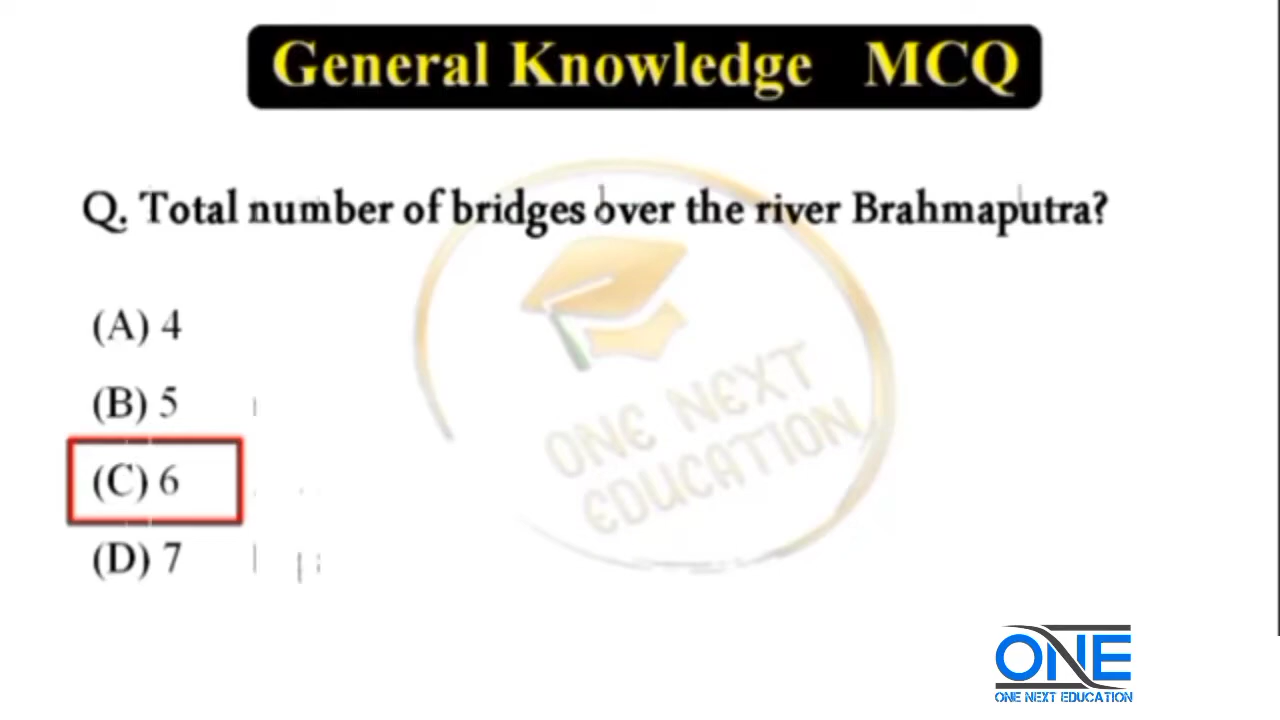 General Knowledge MCQ
Q. Total number of bridges over the river Brahmaputra?
(A) 4
(B) 5
(C) 6
(D) 7
ONE NEXT
EDUCATION
ONE
ONE NEXT EDUCATION